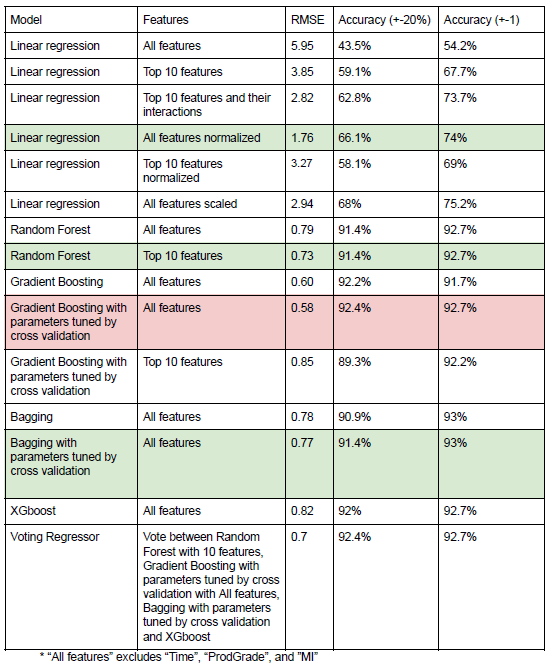 Model Features RMSE Accuracy (+-20%) Accuracy (+-1)
Linear regression All features 5.95 43.5% 54.2%
Linear regression Top 10 features 3.85 59.1% 67.7%
Linear regression Top 10 features and their 2.82 62.8% 73.7%
interactions
Linear regression All features normalized 1.76 66.1% 74%
Linear regression Top 10 features 3.27 58.1% 69%
normalized
Linear regression All features scaled 2.94 68% 75.2%
Random Forest All features 0.79 91.4% 92.7%
Random Forest Top 10 features 0.73 91.4% 92.7%
Gradient Boosting All features 0.60 92.2% 91.7%
Gradient Boosting with All features 0.58 92.4% 92.7%
parameters tuned by
cross validation
Gradient Boosting with Top 10 features 0.85 89.3% 92.2%
parameters tuned by
cross validation
Bagging All features 0.78 90.9% 93%
Bagging with All features 0.77 91.4% 93%
parameters tuned by
cross validation
XGboost All features 0.82 92% 92.7%
Voting Regressor Vote between Random 0.7 92.4% 92.7%
Forest with 10 features,
Gradient Boosting with
parameters tuned by cross
validation with All features,
Bagging with parameters
tuned by cross validation
and XGboost
* “All features” excludes “Time”, “ProdGrade”, and ”MI”